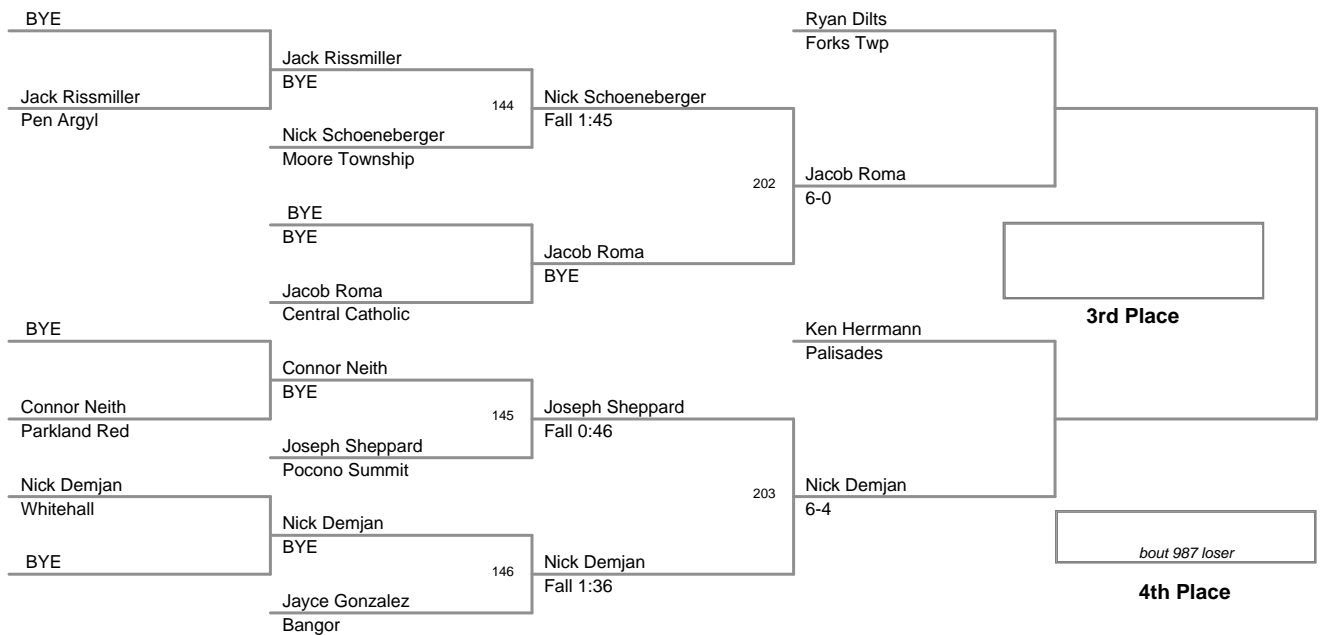 BYE
Jack Rissmiller
Pen Argyl
Jack Rissmiller
BYE
144
Nick Schoeneberger
Moore Township
Nick Schoeneberger
Fall 1:45
BYE
BYE
Jacob Roma
Central Catholic
Jacob Roma
BYE
202
Ryan Dilts
Forks Twp
Jacob Roma
6-0
3rd Place
BYE
Connor Neith
Parkland Red
Connor Neith
BYE
145
Joseph Sheppard
Pocono Summit
Joseph Sheppard
Fall 0:46
Nick Demjan
Whitehall
BYE
Nick Demjan
BYE
146
Jayce Gonzalez
Bangor
Nick Demjan
Fall 1:36
203
Ken Herrmann
Palisades
Nick Demjan
6-4
bout 987 loser
4th Place